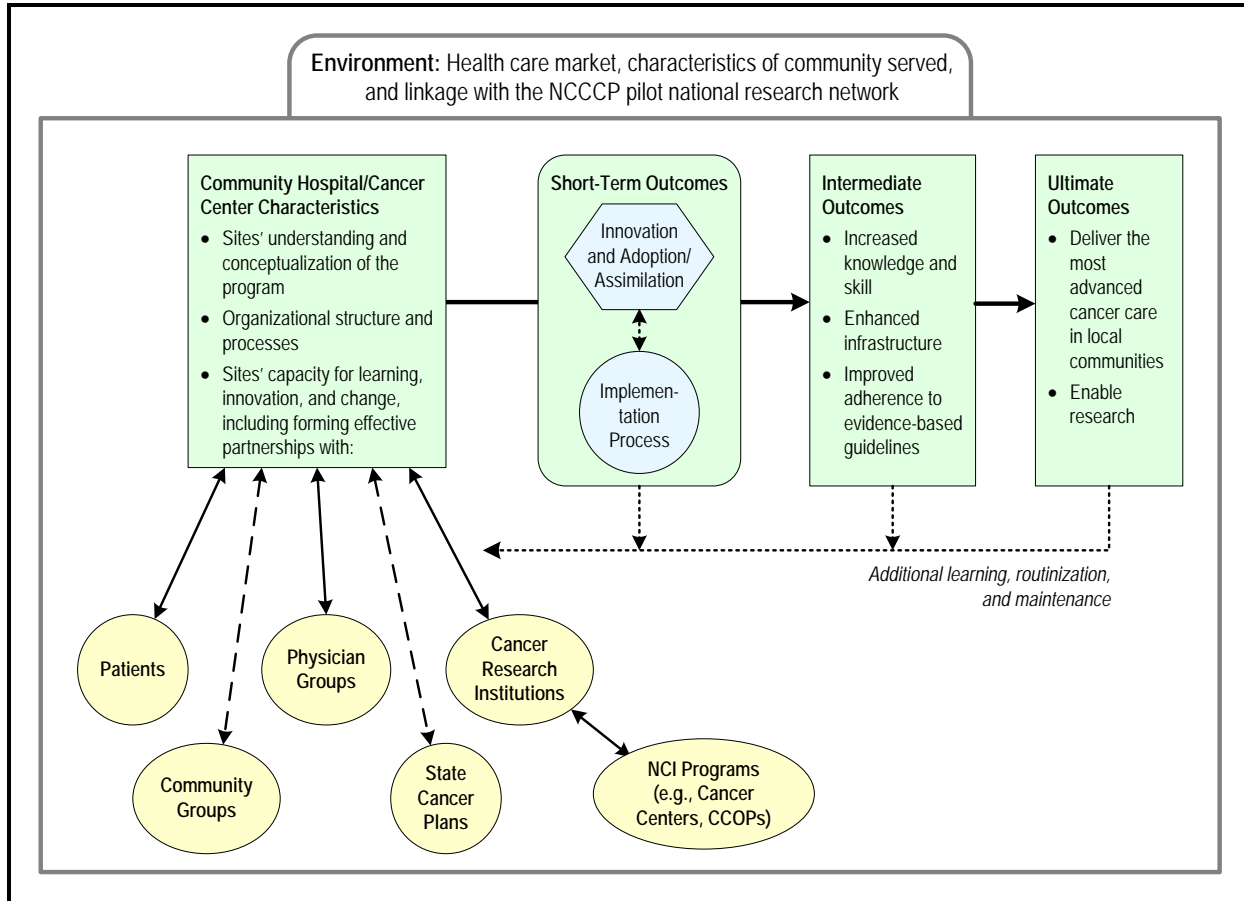 Environment: Health care market, characteristics of community served,
and linkage with the NCCCP pilot national research network
Community Hospital/Cancer
Center Characteristics
• Sites' understanding and
conceptualization of the
program
• Organizational structure and
processes
• Sites' capacity for learning,
innovation, and change,
including forming effective
partnerships with:
Short-Term Outcomes
Innovation
and Adoption/
Assimilation
Implemen-
tation
Process
Intermediate
Outcomes
• Increased
knowledge and
skill
• Enhanced
infrastructure
• Improved
adherence to
evidence-based
guidelines
Ultimate
Outcomes
• Deliver the
most
advanced
cancer care
in local
communities
• Enable
research
Additional learning, routinization,
and maintenance
Patients
Physician
Groups
Cancer
Research
Institutions
Community
Groups
State
Cancer
Plans
NCI Programs
(e.g., Cancer
Centers, CCOPs)